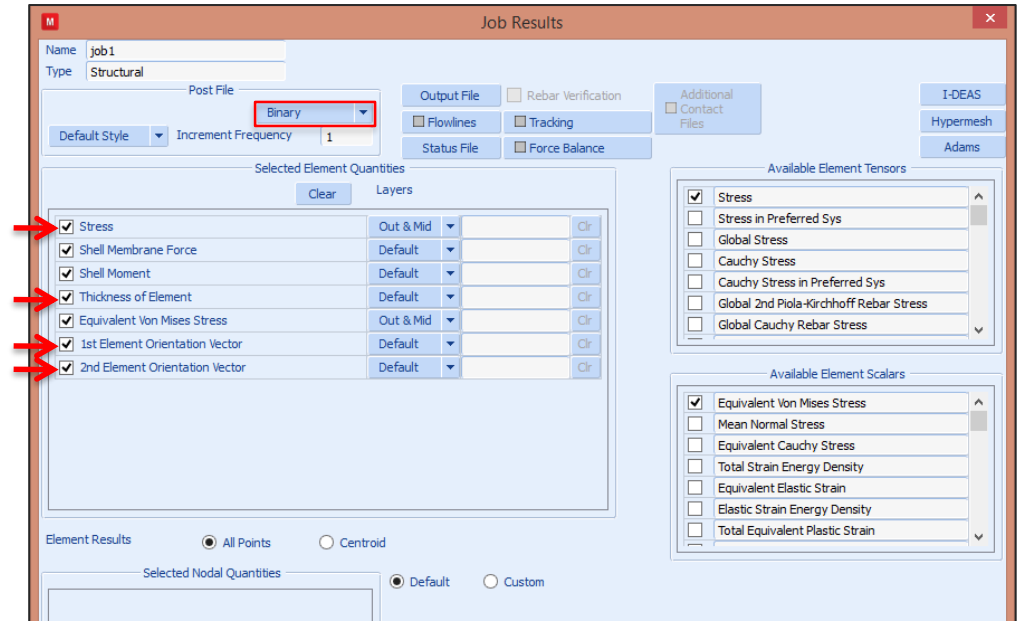 M
Job Results
×
Name job1
Type Structural
Post File
Binary
Default Style Increment Frequency 1
Output File Rebar Verification
Flowlines Tracking
Status File Force Balance
Additional
Contact
Files
I-DEAS
Hypermesh
Adams
Selected Element Quantities
Clear Layers
Stress Out & Mid Clr
Shell Membrane Force Default Clr
Shell Moment Default Clr
Thickness of Element Default Clr
Equivalent Von Mises Stress Out & Mid Clr
1st Element Orientation Vector Default Clr
2nd Element Orientation Vector Default Clr
Available Element Tensors
Stress
Stress in Preferred Sys
Global Stress
Cauchy Stress
Cauchy Stress in Preferred Sys
Global 2nd Piola-Kirchhoff Rebar Stress
Global Cauchy Rebar Stress
Available Element Scalars
Equivalent Von Mises Stress
Mean Normal Stress
Equivalent Cauchy Stress
Total Strain Energy Density
Equivalent Elastic Strain
Elastic Strain Energy Density
Total Equivalent Plastic Strain
Element Results All Points Centroid
Selected Nodal Quantities Default Custom